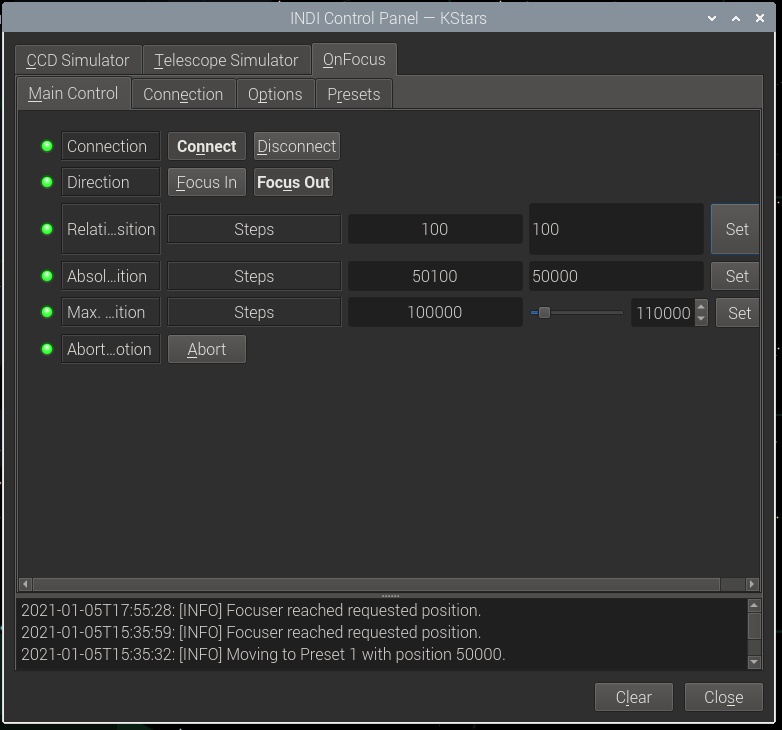 INDI Control Panel — KStars
CCD Simulator Telescope Simulator OnFocus
Main Control Connection Options Presets
Connection Connect Disconnect
Direction Focus In Focus Out
Relati...sition Steps 100 100 Set
Absol...ition Steps 50100 50000 Set
Max. ...ition Steps 100000 110000 Set
Abort...otion Abort
2021-01-05T17:55:28: [INFO] Focuser reached requested position.
2021-01-05T15:35:59: [INFO] Focuser reached requested position.
2021-01-05T15:35:32: [INFO] Moving to Preset 1 with position 50000.
Clear Close